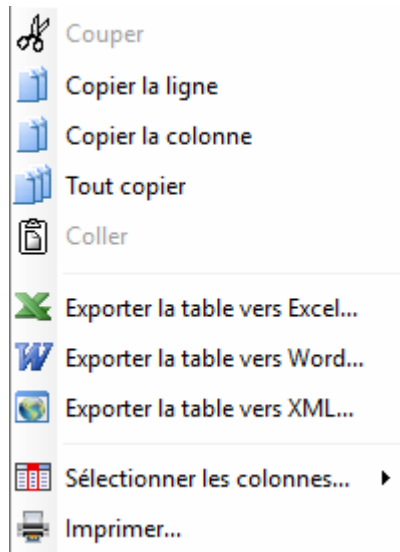 Couper
Copier la ligne
Copier la colonne
Tout copier
Coller
Exporter la table vers Excel...
Exporter la table vers Word...
Exporter la table vers XML...
Sélectionner les colonnes...
Imprimer...